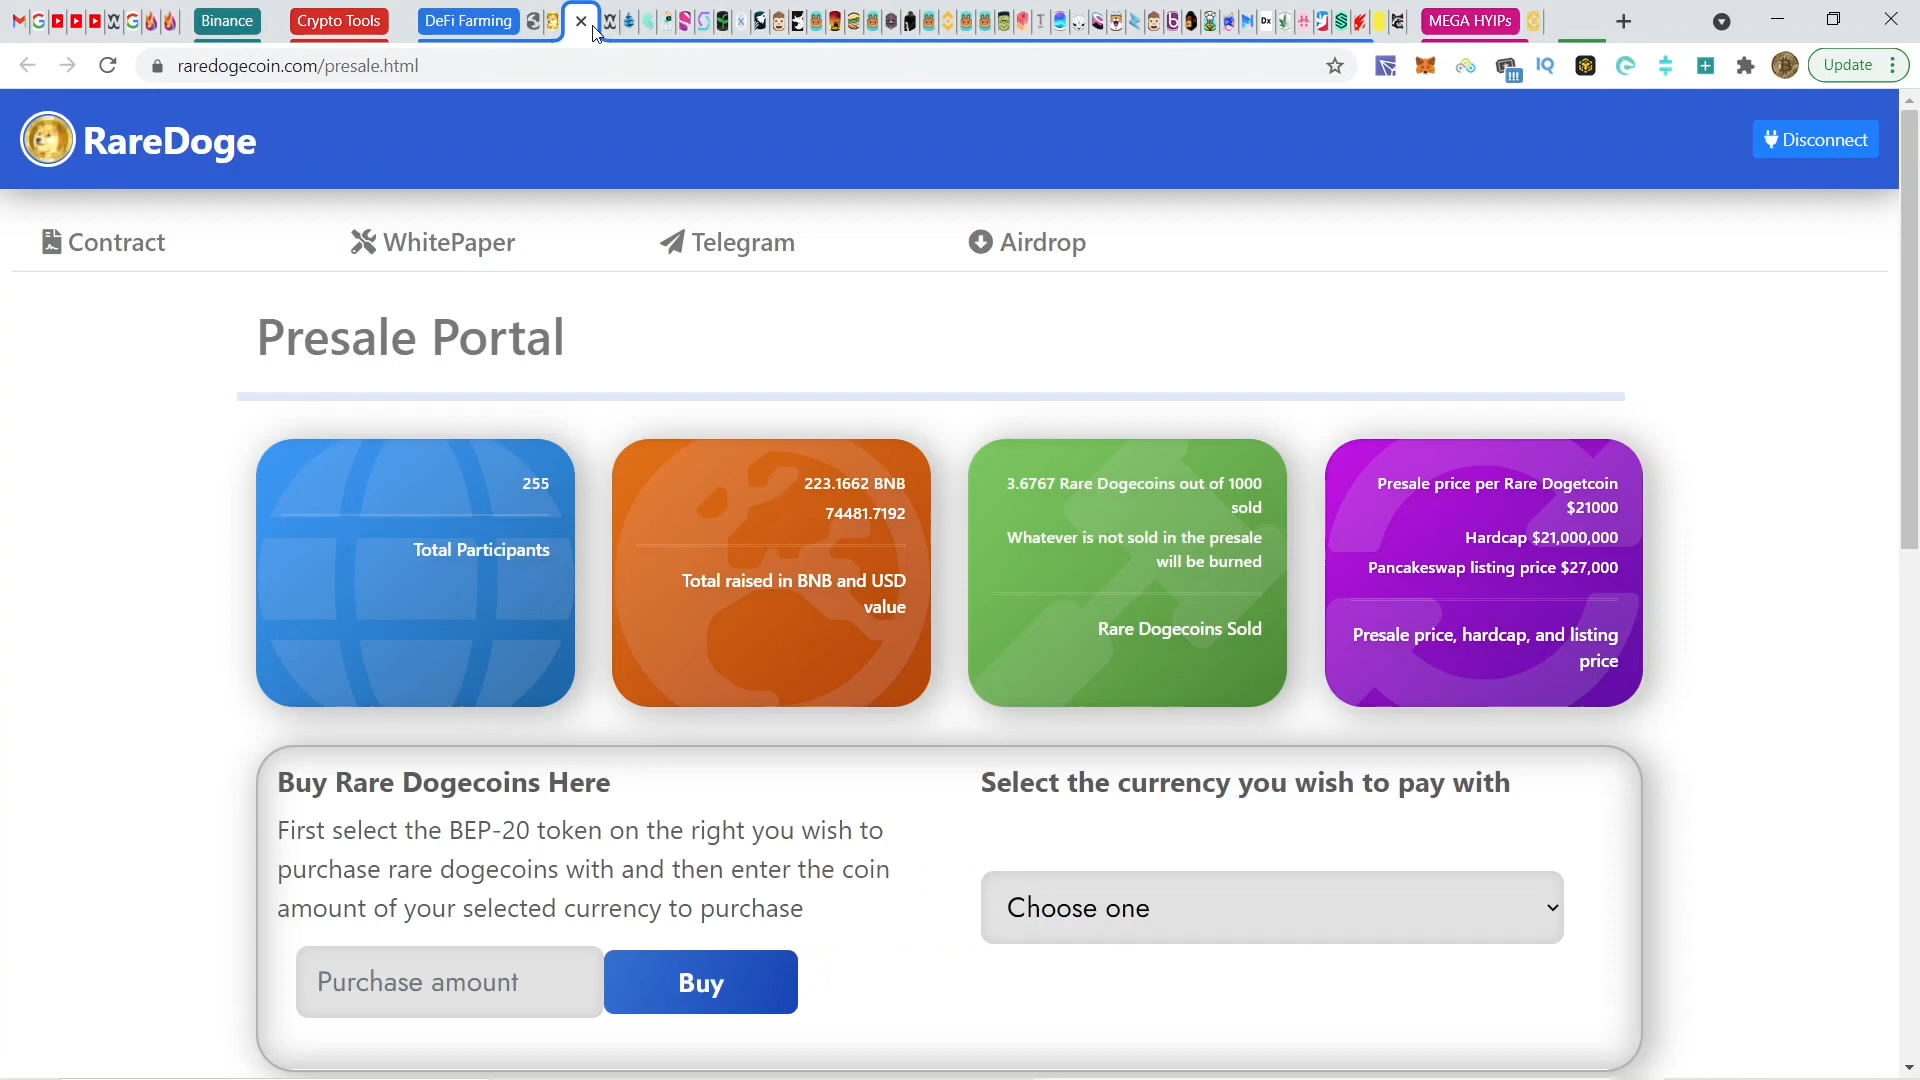 Binance
Crypto Tools
DeFi Farming
MEGA HYIPs
raredogecoin.com/presale.html
Update
RareDoge
Disconnect
Contract
WhitePaper
Telegram
Airdrop
Presale Portal
255
Total Participants
223.1662 BNB
74481.7192
Total raised in BNB and USD
value
3.6767 Rare Dogecoins out of 1000
sold
Whatever is not sold in the presale
will be burned
Rare Dogecoins Sold
Presale price per Rare Dogetcoin
$21000
Hardcap $21,000,000
Pancakeswap listing price $27,000
Presale price, hardcap, and listing
price
Buy Rare Dogecoins Here
First select the BEP-20 token on the right you wish to
purchase rare dogecoins with and then enter the coin
amount of your selected currency to purchase
Purchase amount
Buy
Select the currency you wish to pay with
Choose one